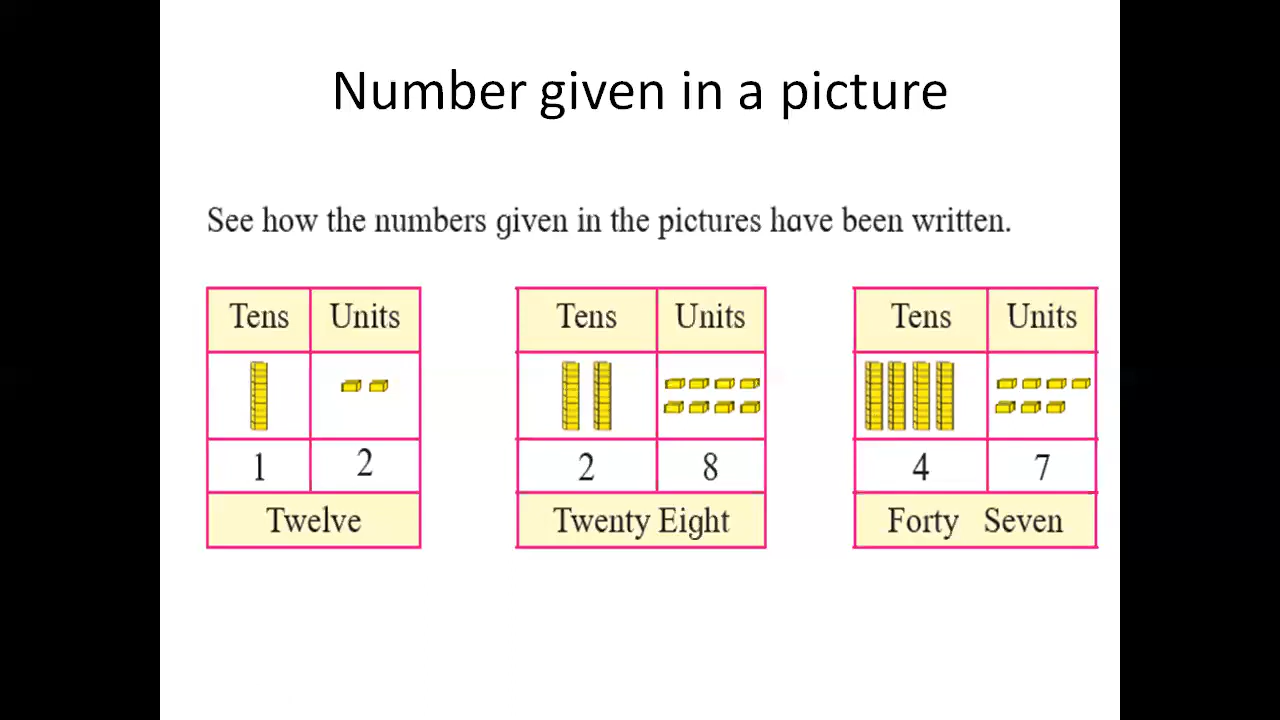 Number given in a picture
See how the numbers given in the pictures have been written.
Tens Units
1 2
Twelve
Tens Units
2 8
Twenty Eight
Tens Units
4 7
Forty Seven